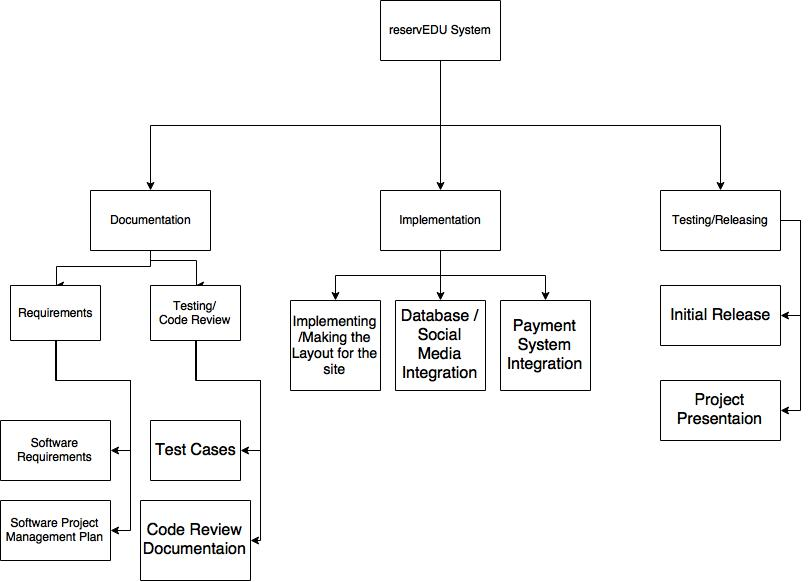 reservEDU System
Documentation
Implementation
Testing/Releasing
Requirements
Testing/
Code Review
Implementing
/Making the
Layout for the
site
Database /
Social
Media
Integration
Payment
System
Integration
Initial Release
Project
Presentaion
Software
Requirements
Test Cases
Software Project
Management Plan
Code Review
Documentaion